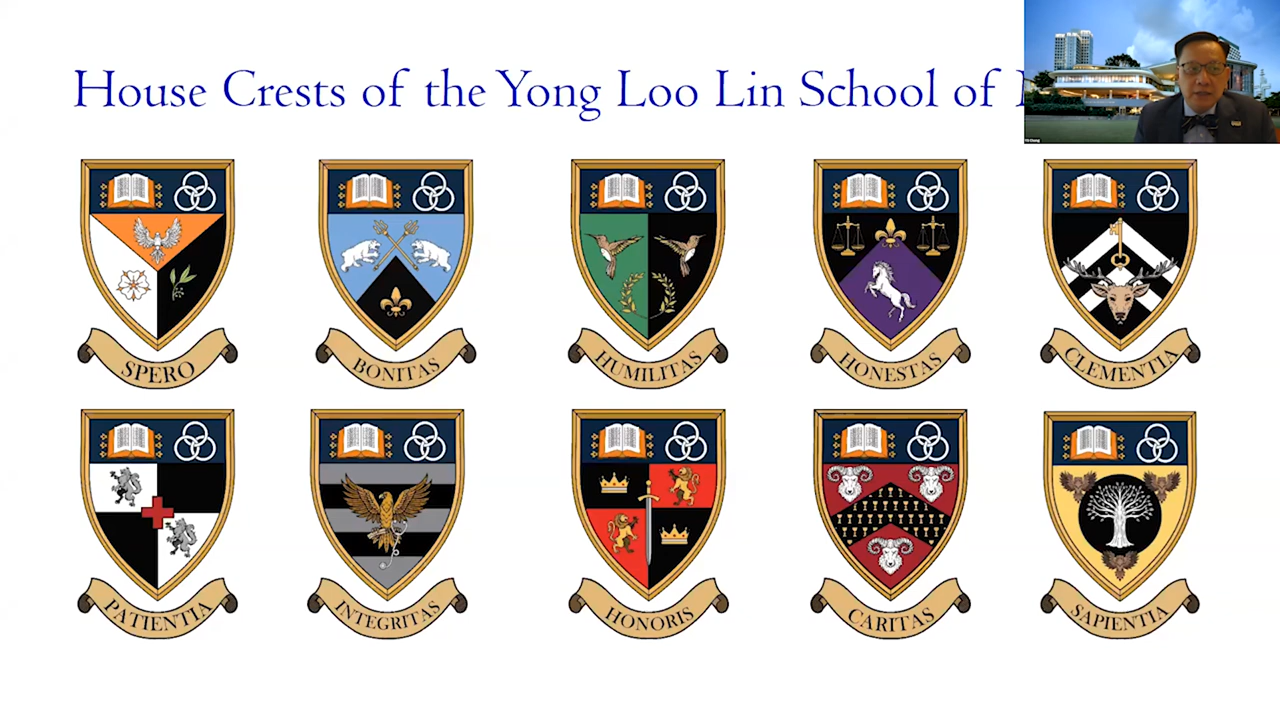 House Crests of the Yong Loo Lin School of
SPERO
BONITAS
HUMILITAS
HONESTAS
CLEMENTIA
PATIENTIA
INTEGRITAS
HONORIS
CARITAS
SAPIENTIA